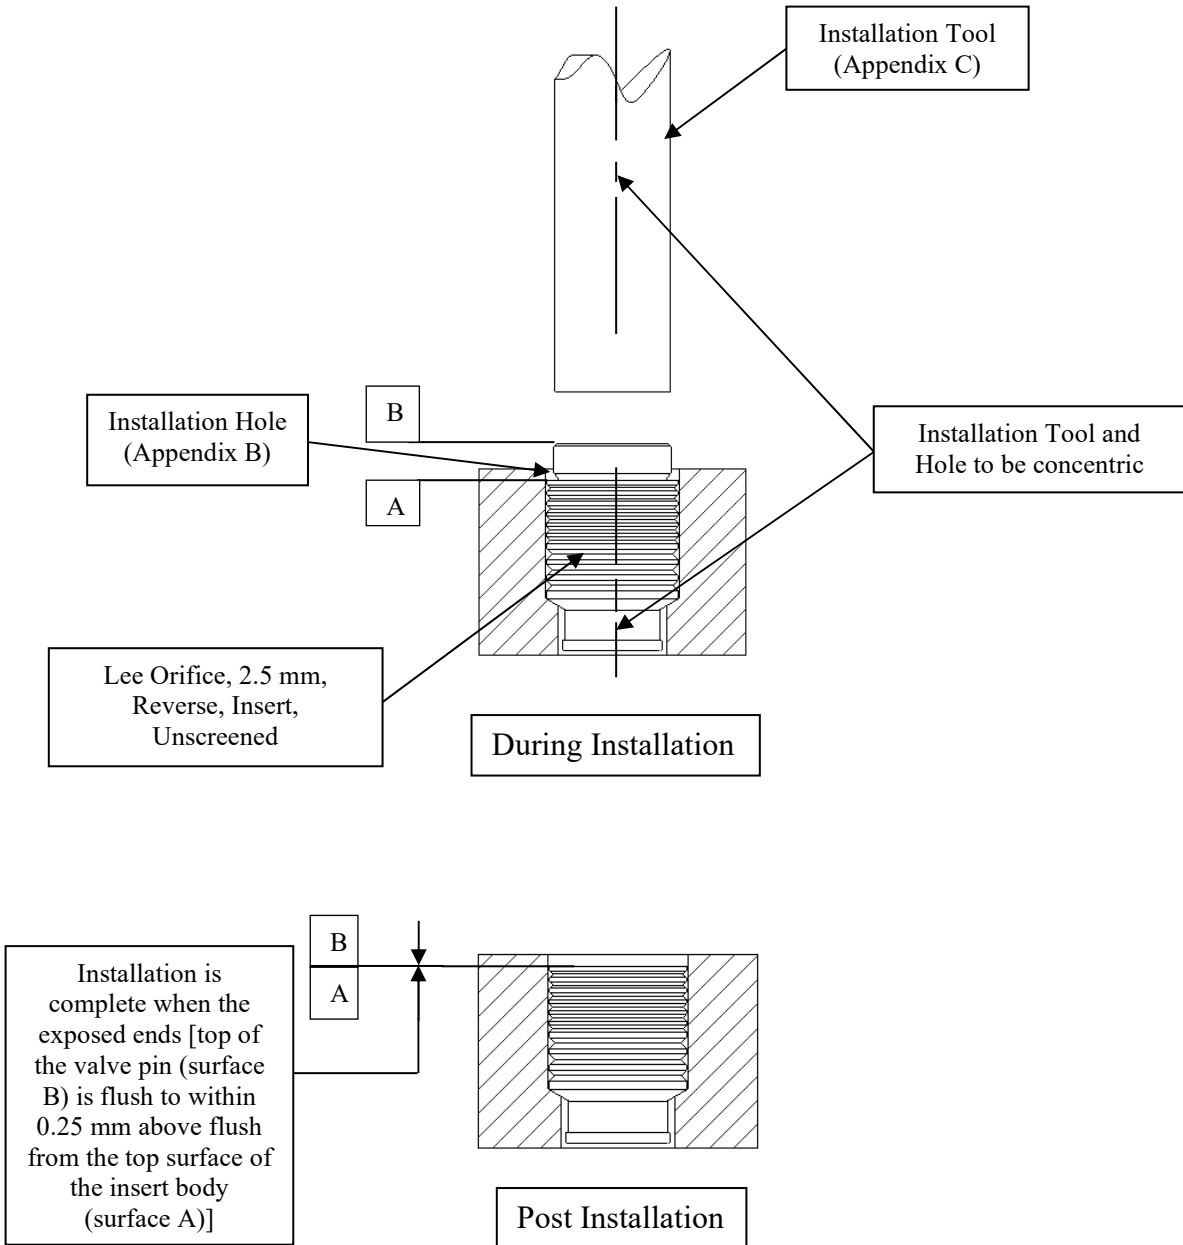 Installation Tool
(Appendix C)
Installation Hole
(Appendix B)
B
A
Installation Tool and
Hole to be concentric
Lee Orifice, 2.5 mm,
Reverse, Insert,
Unscreened
During Installation
B
A
Installation is
complete when the
exposed ends [top of
the valve pin (surface
B) is flush to within
0.25 mm above flush
from the top surface of
the insert body
(surface A)]
Post Installation